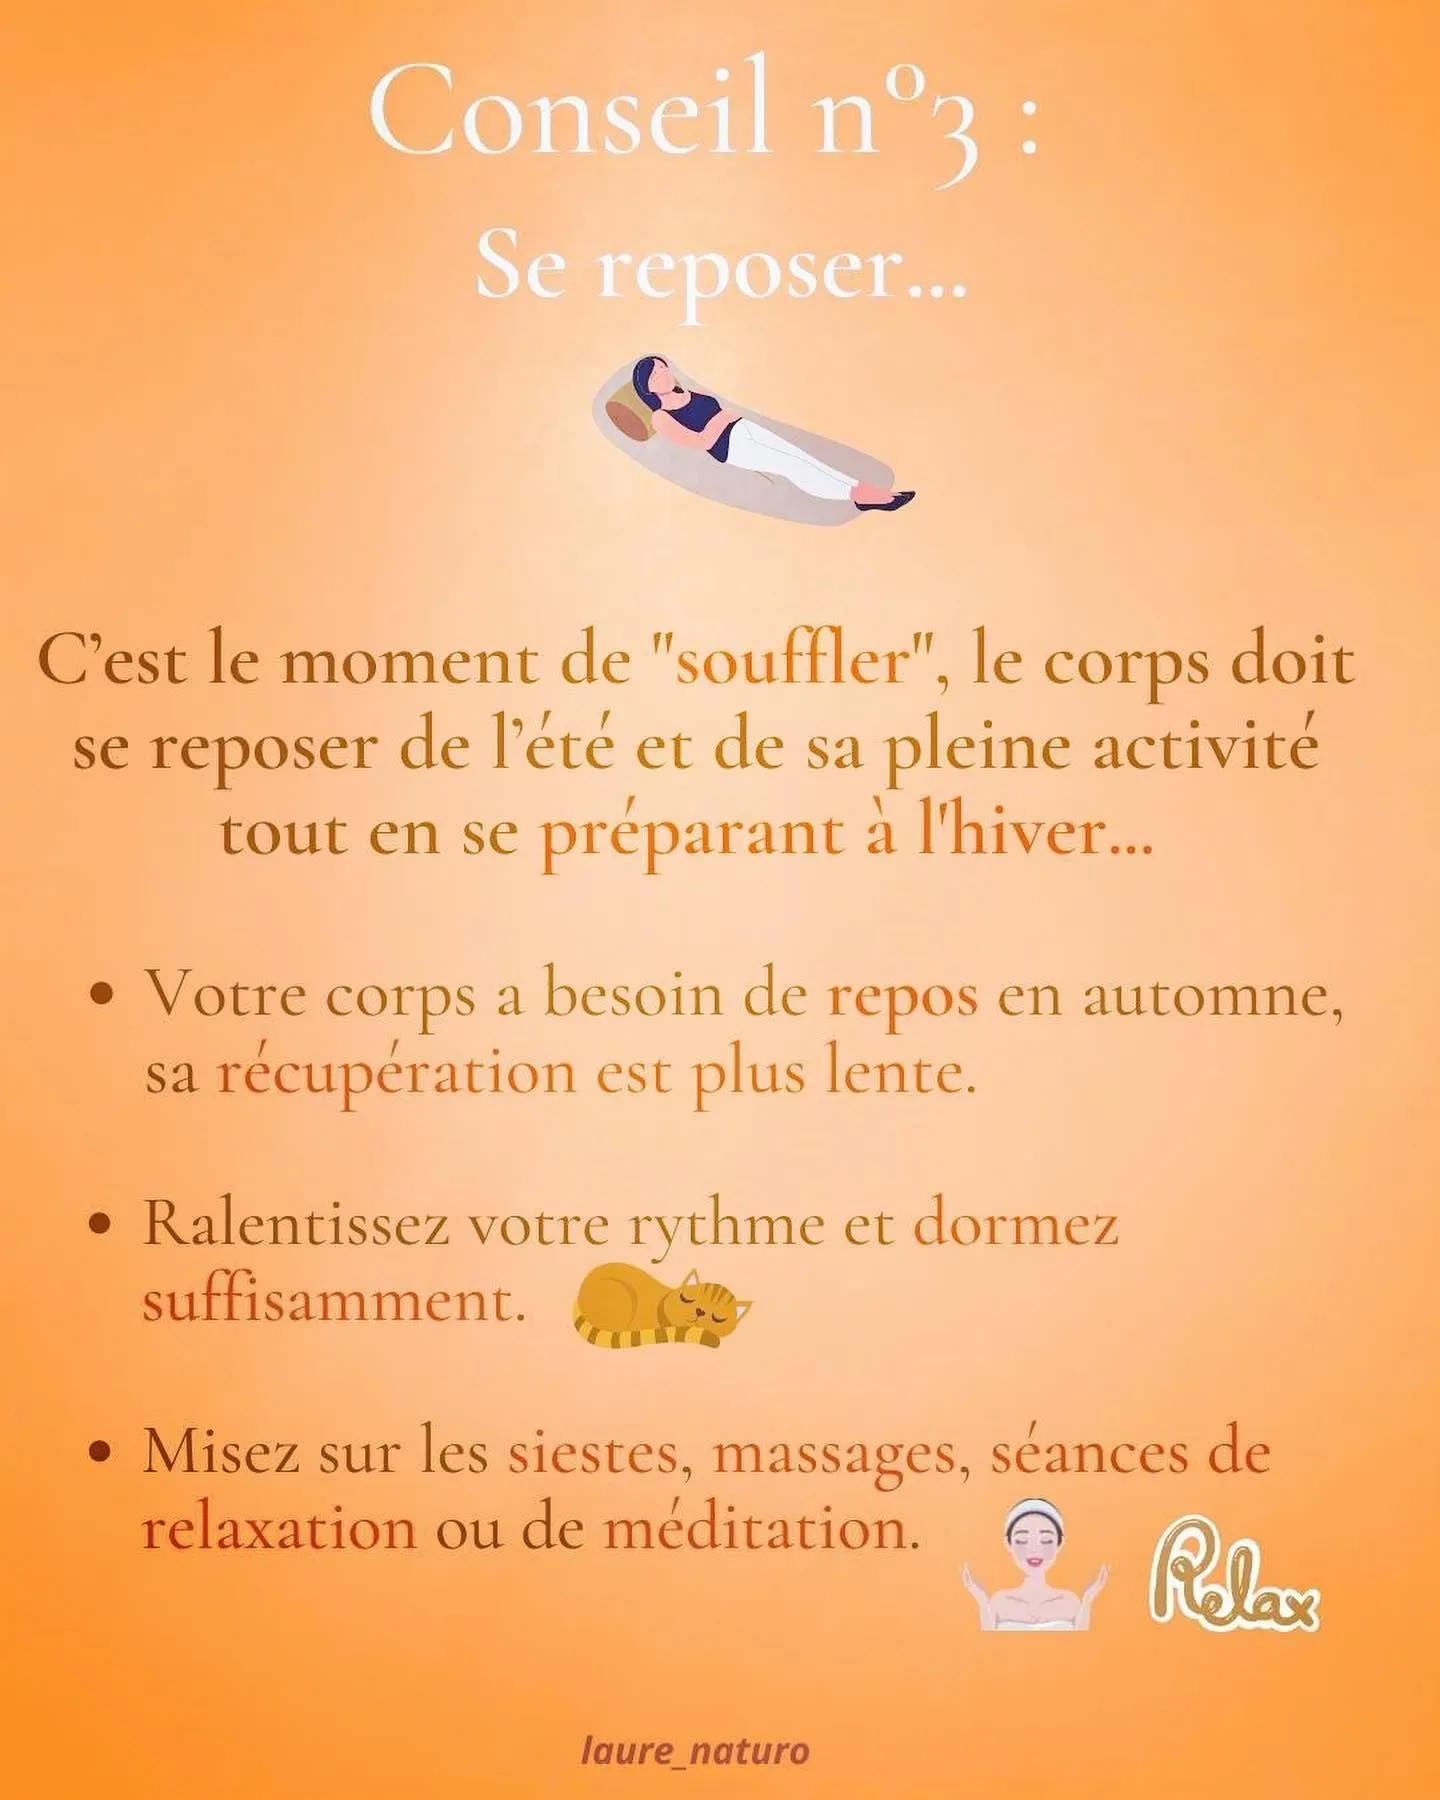 Conseil n°3 :
Se reposer...
C’est le moment de "souffler", le corps doit
se reposer de l’été et de sa pleine activité
tout en se préparant à l'hiver...
• Votre corps a besoin de repos en automne,
sa récupération est plus lente.
• Ralentissez votre rythme et dormez
suffisamment.
• Misez sur les siestes, massages, séances de
relaxation ou de méditation.
Relax
laure_naturo